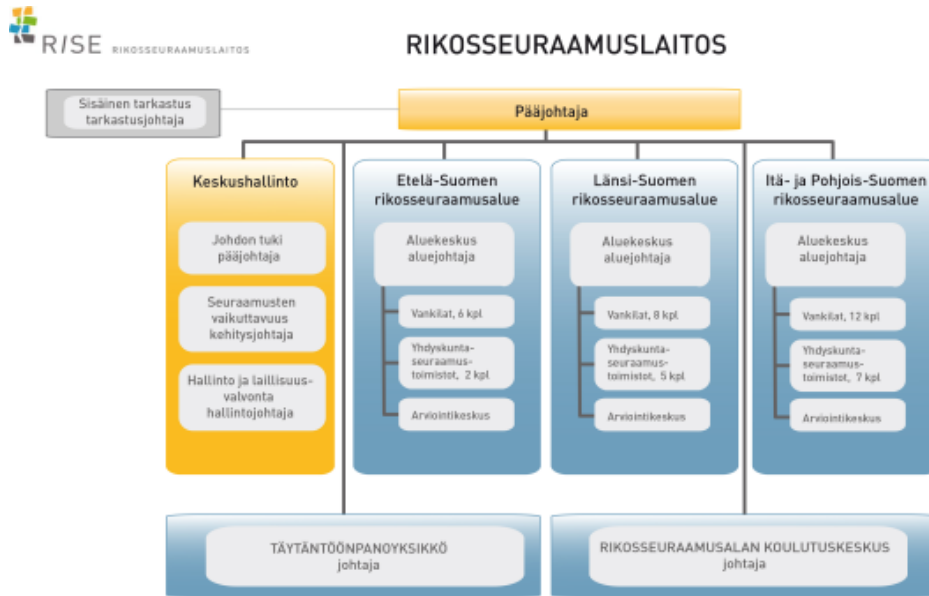 RISE RIKOSSEURAAMUSLAITOS
RIKOSSEURAAMUSLAITOS
Sisäinen tarkastus
tarkastusjohtaja
Pääjohtaja
Keskushallinto
Johdon tuki
pääjohtaja
Seuraamusten
vaikuttavuus
kehitysjohtaja
Hallinto ja laillisuus-
valvonta
hallintojohtaja
Etelä-Suomen
rikosseuraamusalue
Aluekeskus
aluejohtaja
Vankilat, 6 kpl
Yhdyskunta-
seuraamus-
toimistot, 2 kpl
Arviointikeskus
Länsi-Suomen
rikosseuraamusalue
Aluekeskus
aluejohtaja
Vankilat, 8 kpl
Yhdyskunta-
seuraamus-
toimistot, 5 kpl
Arviointikeskus
Itä- ja Pohjois-Suomen
rikosseuraamusalue
Aluekeskus
aluejohtaja
Vankilat, 12 kpl
Yhdyskunta-
seuraamus-
toimistot, 7 kpl
Arviointikeskus
TÄYTÄNTÖÖNPANOYKSIKKÖ
johtaja
RIKOSSEURAAMUSALAN KOULUTUSKESKUS
johtaja